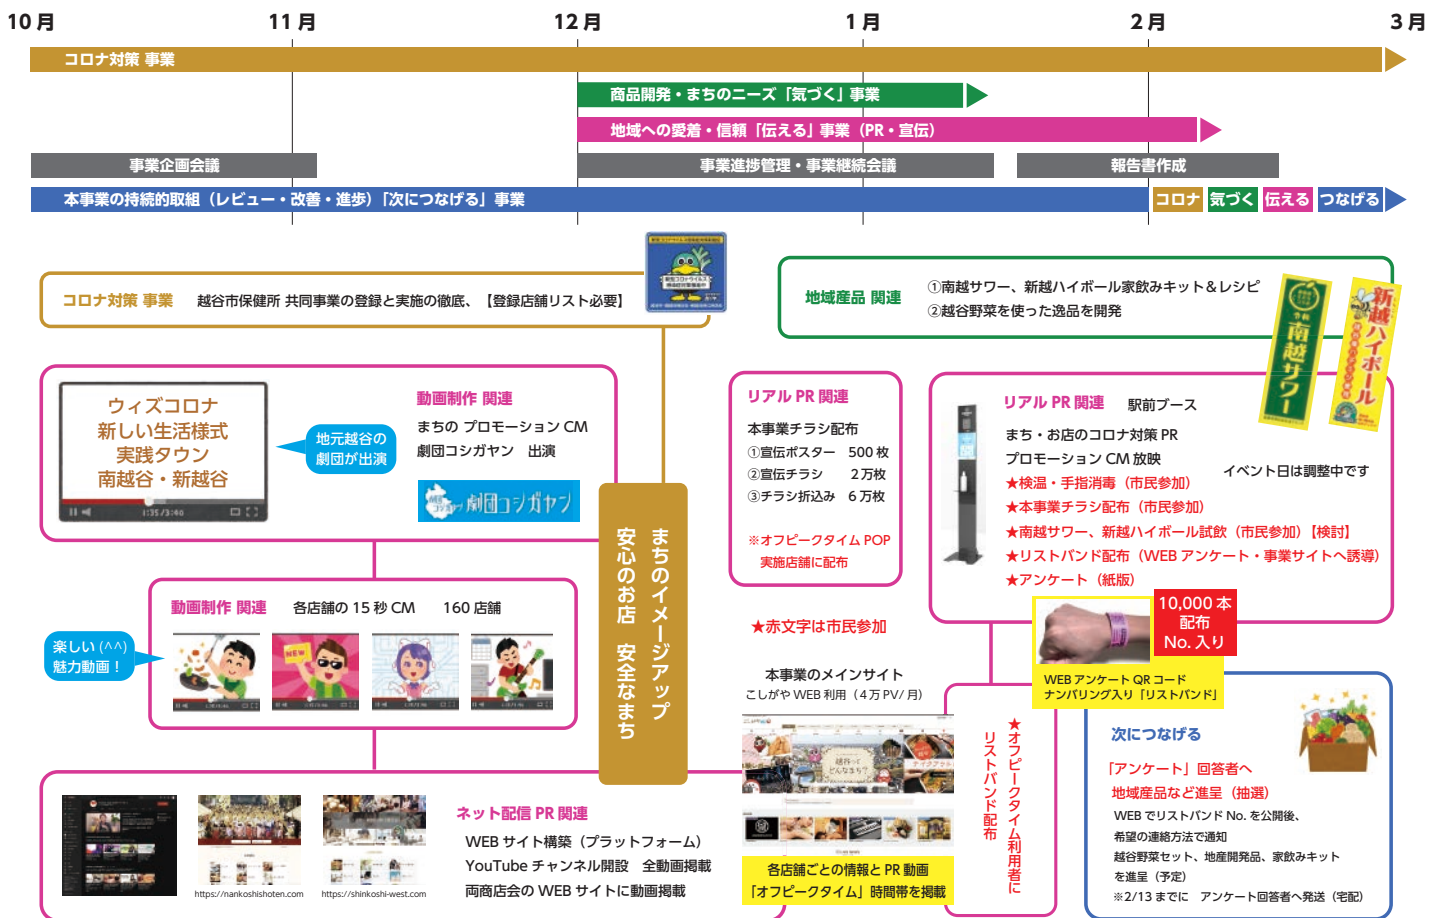 10月 11月 12月 1月 2月 3月
コロナ対策 事業
商品開発・まちのニーズ「気づく」事業
地域への愛着・信頼「伝える」事業（PR・宣伝）
事業企画会議 事業進捗管理・事業継続会議 報告書作成
本事業の持続的取組（レビュー・改善・進歩）「次につなげる」事業 コロナ 気づく 伝える つなげる
コロナ対策 事業 越谷市保健所 共同事業の登録と実施の徹底、【登録店舗リスト必要】
地域産品 関連
①南越サワー、新越ハイボール家飲みキット＆レシピ
②越谷野菜を使った逸品を開発
南越サワー
新越ハイボール
ウィズコロナ
新しい生活様式
実践タウン
南越谷・新越谷
1:35/3:00
地元越谷の
劇団が出演
動画制作 関連
まちの プロモーション CM
劇団コシガヤン 出演
劇団コシガヤン
まちのイメージアップ
安心のお店 安全なまち
リアル PR 関連
本事業チラシ配布
①宣伝ポスター 500 枚
②宣伝チラシ 2万枚
③チラシ折込み 6万枚
※オフピークタイム POP
実施店舗に配布
リアル PR 関連 駅前ブース
まち・お店のコロナ対策 PR
プロモーション CM 放映
イベント日は調整中です
★検温・手指消毒（市民参加）
★本事業チラシ配布（市民参加）
★南越サワー、新越ハイボール試飲（市民参加）【検討】
★リストバンド配布（WEB アンケート・事業サイトへ誘導）
★アンケート（紙版）
10,000 本
配布
No. 入り
WEB アンケート QR コード
ナンバリング入り「リストバンド」
動画制作 関連 各店舗の 15 秒 CM 160 店舗
楽しい (^^)
魅力動画！
NEW
★赤文字は市民参加
本事業のメインサイト
こしがや WEB 利用（４万 PV/ 月）
越谷って
どんなまち？
各店舗ごとの情報と PR 動画
「オフピークタイム」時間帯を掲載
★オフピークタイム利用者に
リストバンド配布
ネット配信 PR 関連
WEB サイト構築（プラットフォーム）
YouTube チャンネル開設 全動画掲載
両商店会の WEB サイトに動画掲載
https://nankoshishoten.com
https://shinkoshi-west.com
次につなげる
「アンケート」回答者へ
地域産品など進呈（抽選）
WEB でリストバンド No. を公開後、
希望の連絡方法で通知
越谷野菜セット、地産開発品、家飲みキット
を進呈（予定）
※2/13 までに アンケート回答者へ発送（宅配）